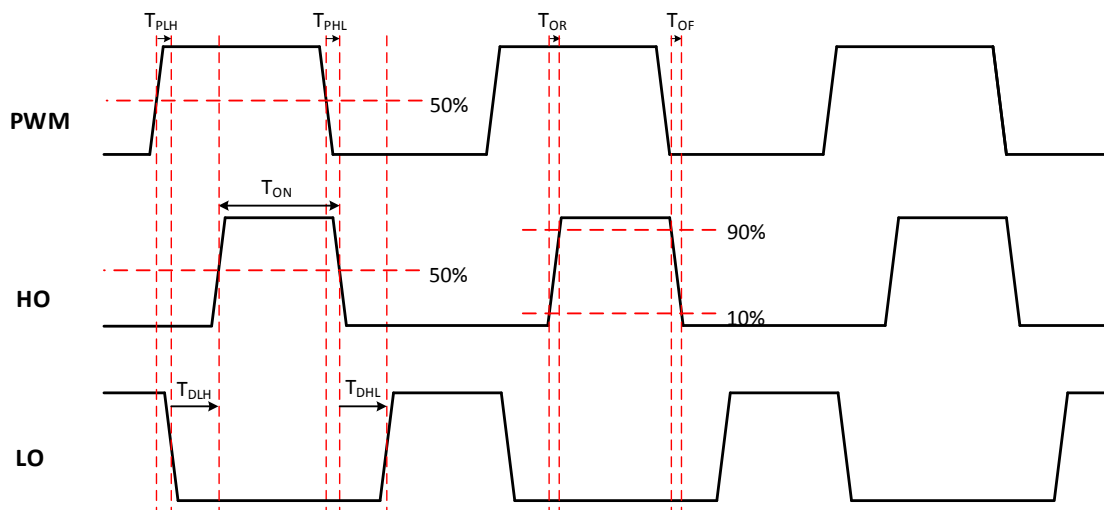 TPLH TPHL TOR TOF
50%
PWM
TON
90%
50%
HO
10%
TDLH TDHL
LO